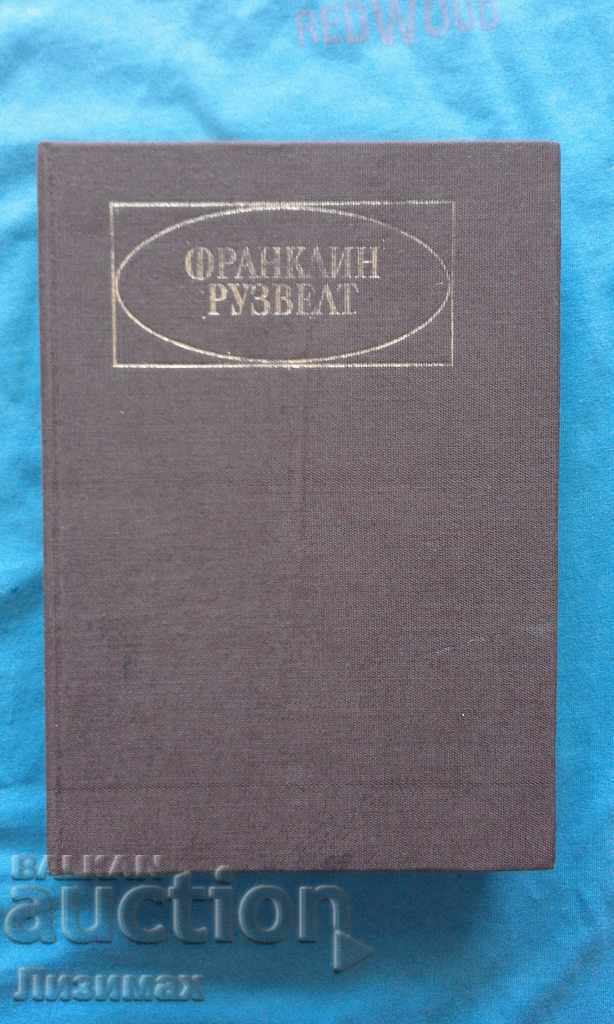 REDWOOD
ФРАНКЛИН
РУЗВЕЛТ
BALKAN
auction
Лизимах